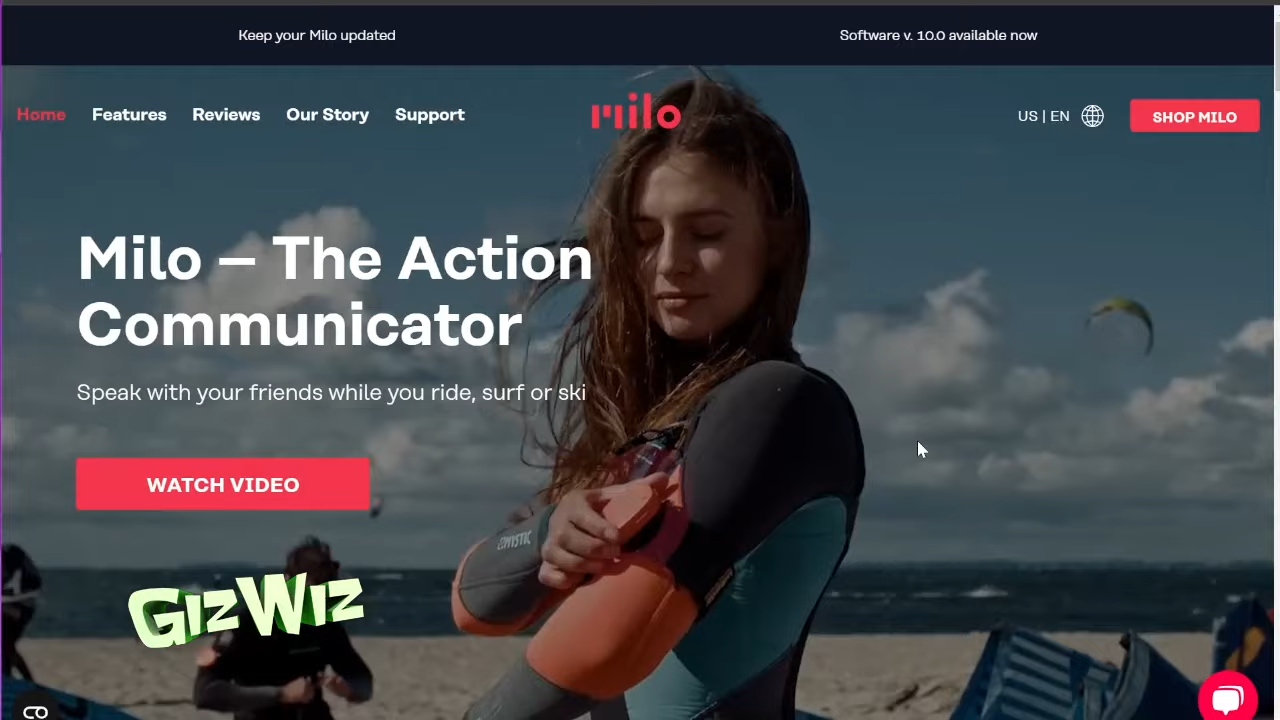 Keep your Milo updated
Software v. 10.0 available now
Home Features Reviews Our Story Support
milo
US | EN
SHOP MILO
Milo – The Action
Communicator
Speak with your friends while you ride, surf or ski
WATCH VIDEO
MYSTIC
GIZWIZ